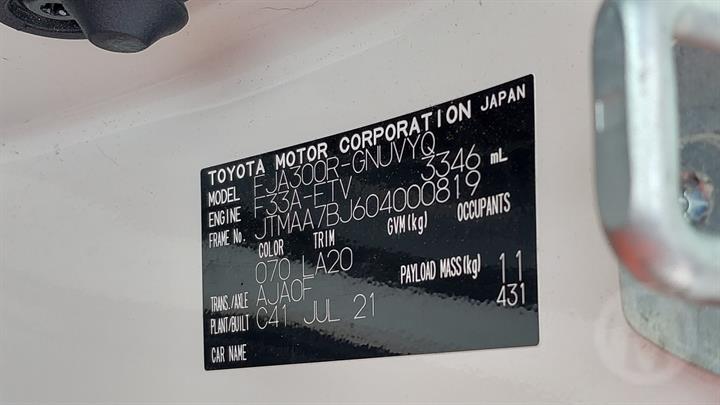 TOYOTA MOTOR CORPORATION JAPAN
MODEL FJA300R-GNUVYQ
ENGINE F33A-FTV 3346 mL
FRAME No. JTMAA7BJ604000819
COLOR TRIM GVM(kg) OCCUPANTS
070 LA20
TRANS./AXLE AJA0F PAYLOAD MASS(kg) 11
PLANT/BUILT C41 JUL 21 431
CAR NAME